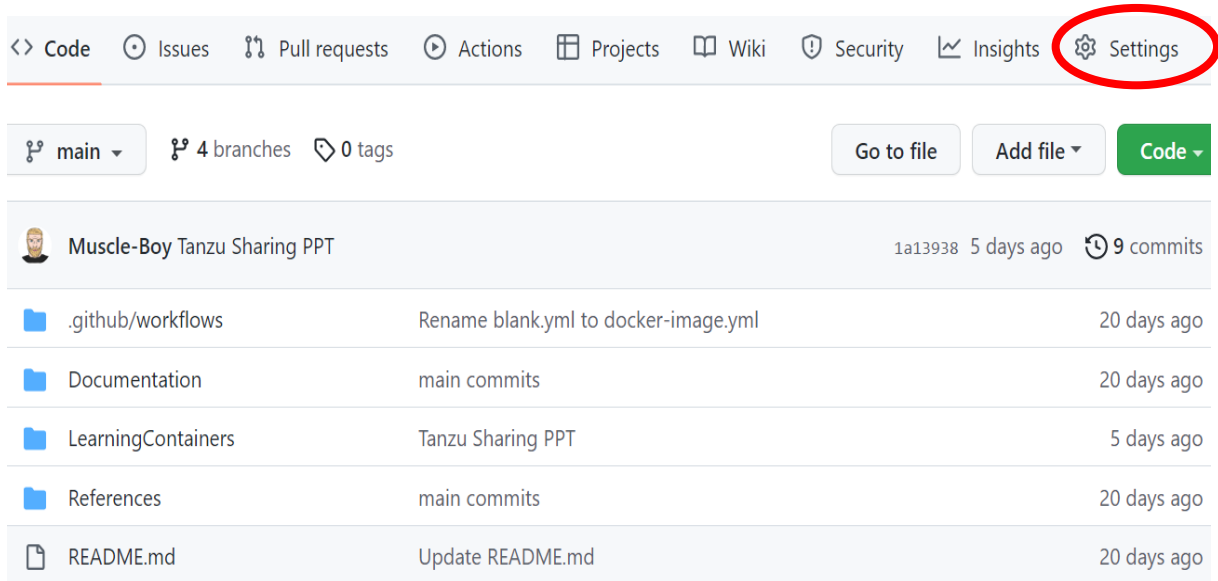 <> Code Issues Pull requests Actions Projects Wiki Security Insights Settings
main 4 branches 0 tags Go to file Add file Code
Muscle-Boy Tanzu Sharing PPT 1a13938 5 days ago 9 commits
.github/workflows Rename blank.yml to docker-image.yml 20 days ago
Documentation main commits 20 days ago
LearningContainers Tanzu Sharing PPT 5 days ago
References main commits 20 days ago
README.md Update README.md 20 days ago